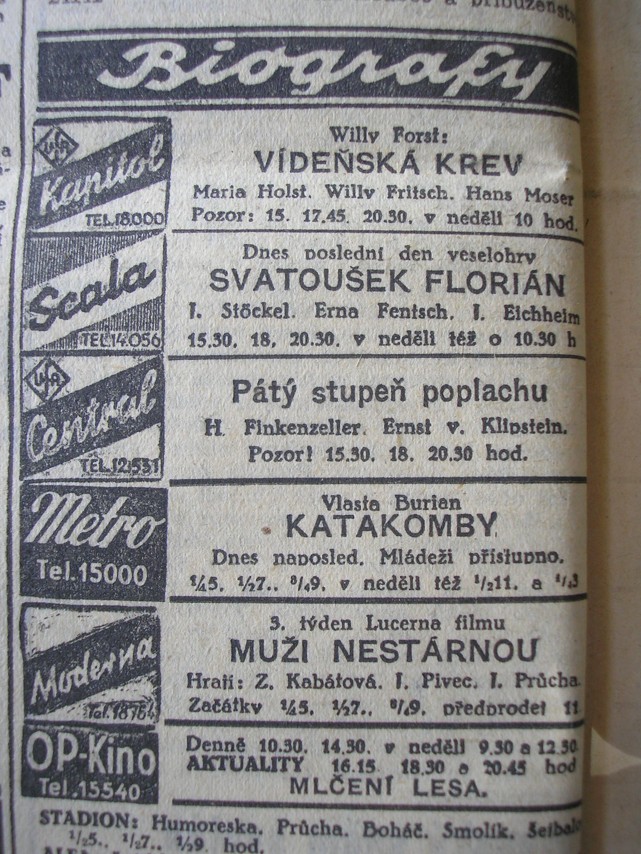 a příbuzenstv
Biografy
Ufa
Kapitol
TEL.18.000
Willy Forst:
VÍDEŇSKÁ KREV
Maria Holst, Willy Fritsch, Hans Moser
Pozor: 15. 17.45. 20.30. v neděli 10 hod.
Scala
TEL.14.056
Dnes poslední den veselohry
SVATOUŠEK FLORIÁN
J. Stöckel. Erna Fentsch. J. Eichheim
15.30. 18. 20.30. v neděli též o 10.30 h
Ufa
Central
TEL.12.531
Pátý stupeň poplachu
H. Finkenzeller. Ernst v. Klipstein.
Pozor! 15.30. 18. 20.30 hod.
Metro
Tel.15000
Vlasta Burian
KATAKOMBY
Dnes naposled. Mládeži přístupno.
¼5. ½7.. ¾9. v neděli též ½11. a
Moderna
Tel.18764
3. týden Lucerna filmu
MUŽI NESTÁRNOU
Hrají: Z. Kabátová. J. Pivec. J. Průcha.
Začátky ¼5. ½7.. ¾9. předprodej 11
OP-Kino
Tel.15540
Denně 10.30. 14.30. v neděli 9.30 a 12.30
AKTUALITY 16.15. 18.30 a 20.45 hod
MLČENÍ LESA.
STADION: Humoreska. Průcha. Boháč. Smolík.
½5.. ½7.. ½9. hod.